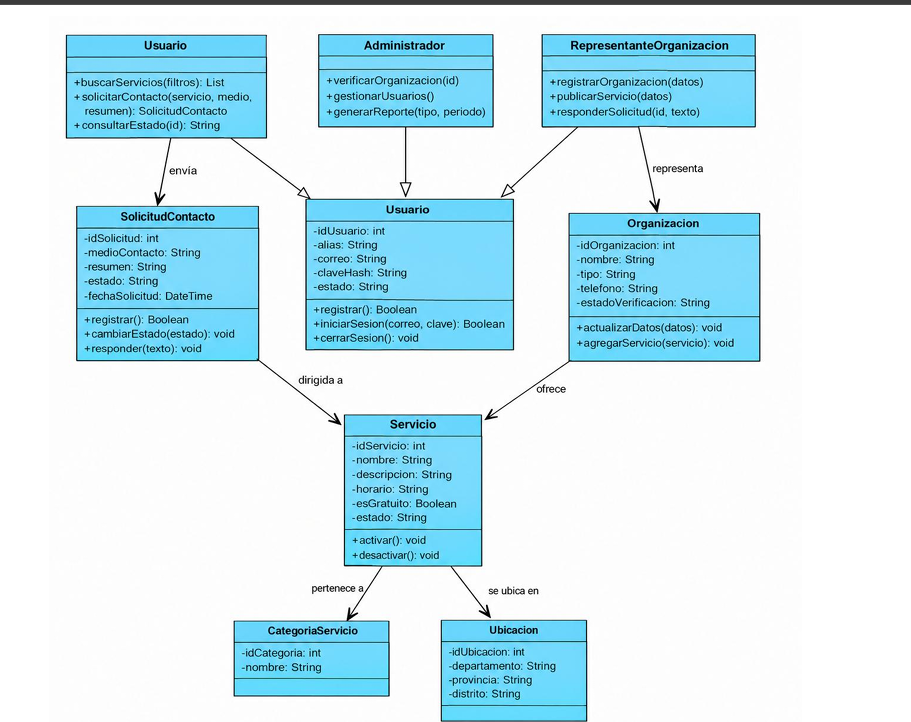 Usuario
+buscarServicios(filtros): List
+solicitarContacto(servicio, medio,
resumen): SolicitudContacto
+consultarEstado(id): String
Administrador
+verificarOrganizacion(id)
+gestionarUsuarios()
+generarReporte(tipo, periodo)
RepresentanteOrganizacion
+registrarOrganizacion(datos)
+publicarServicio(datos)
+responderSolicitud(id, texto)
envía
representa
SolicitudContacto
-idSolicitud: int
-medioContacto: String
-resumen: String
-estado: String
-fechaSolicitud: DateTime
+registrar(): Boolean
+cambiarEstado(estado): void
+responder(texto): void
Usuario
-idUsuario: int
-alias: String
-correo: String
-claveHash: String
-estado: String
+registrar(): Boolean
+iniciarSesion(correo, clave): Boolean
+cerrarSesion(): void
Organizacion
-idOrganizacion: int
-nombre: String
-tipo: String
-telefono: String
-estadoVerificacion: String
+actualizarDatos(datos): void
+agregarServicio(servicio): void
dirigida a
ofrece
Servicio
-idServicio: int
-nombre: String
-descripcion: String
-horario: String
-esGratuito: Boolean
-estado: String
+activar(): void
+desactivar(): void
pertenece a
se ubica en
CategoriaServicio
-idCategoria: int
-nombre: String
Ubicacion
-idUbicacion: int
-departamento: String
-provincia: String
-distrito: String